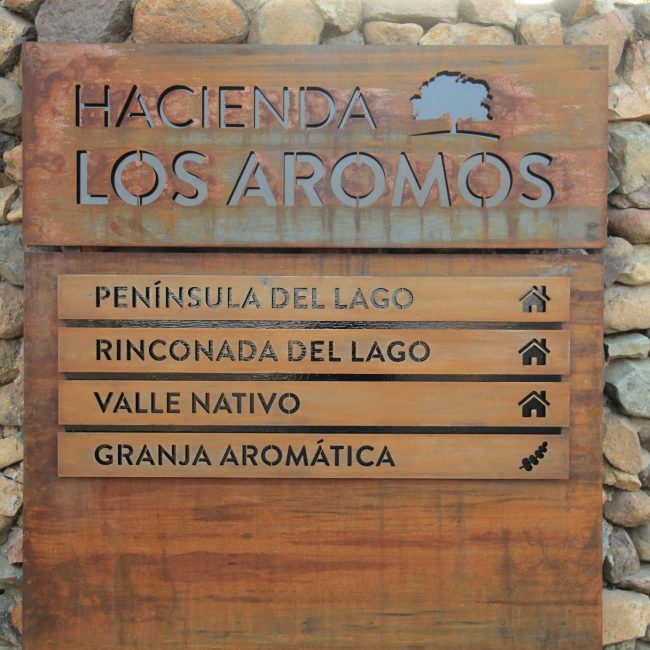 HACIENDA
LOS AROMOS
PENÍNSULA DEL LAGO
RINCONADA DEL LAGO
VALLE NATIVO
GRANJA AROMÁTICA